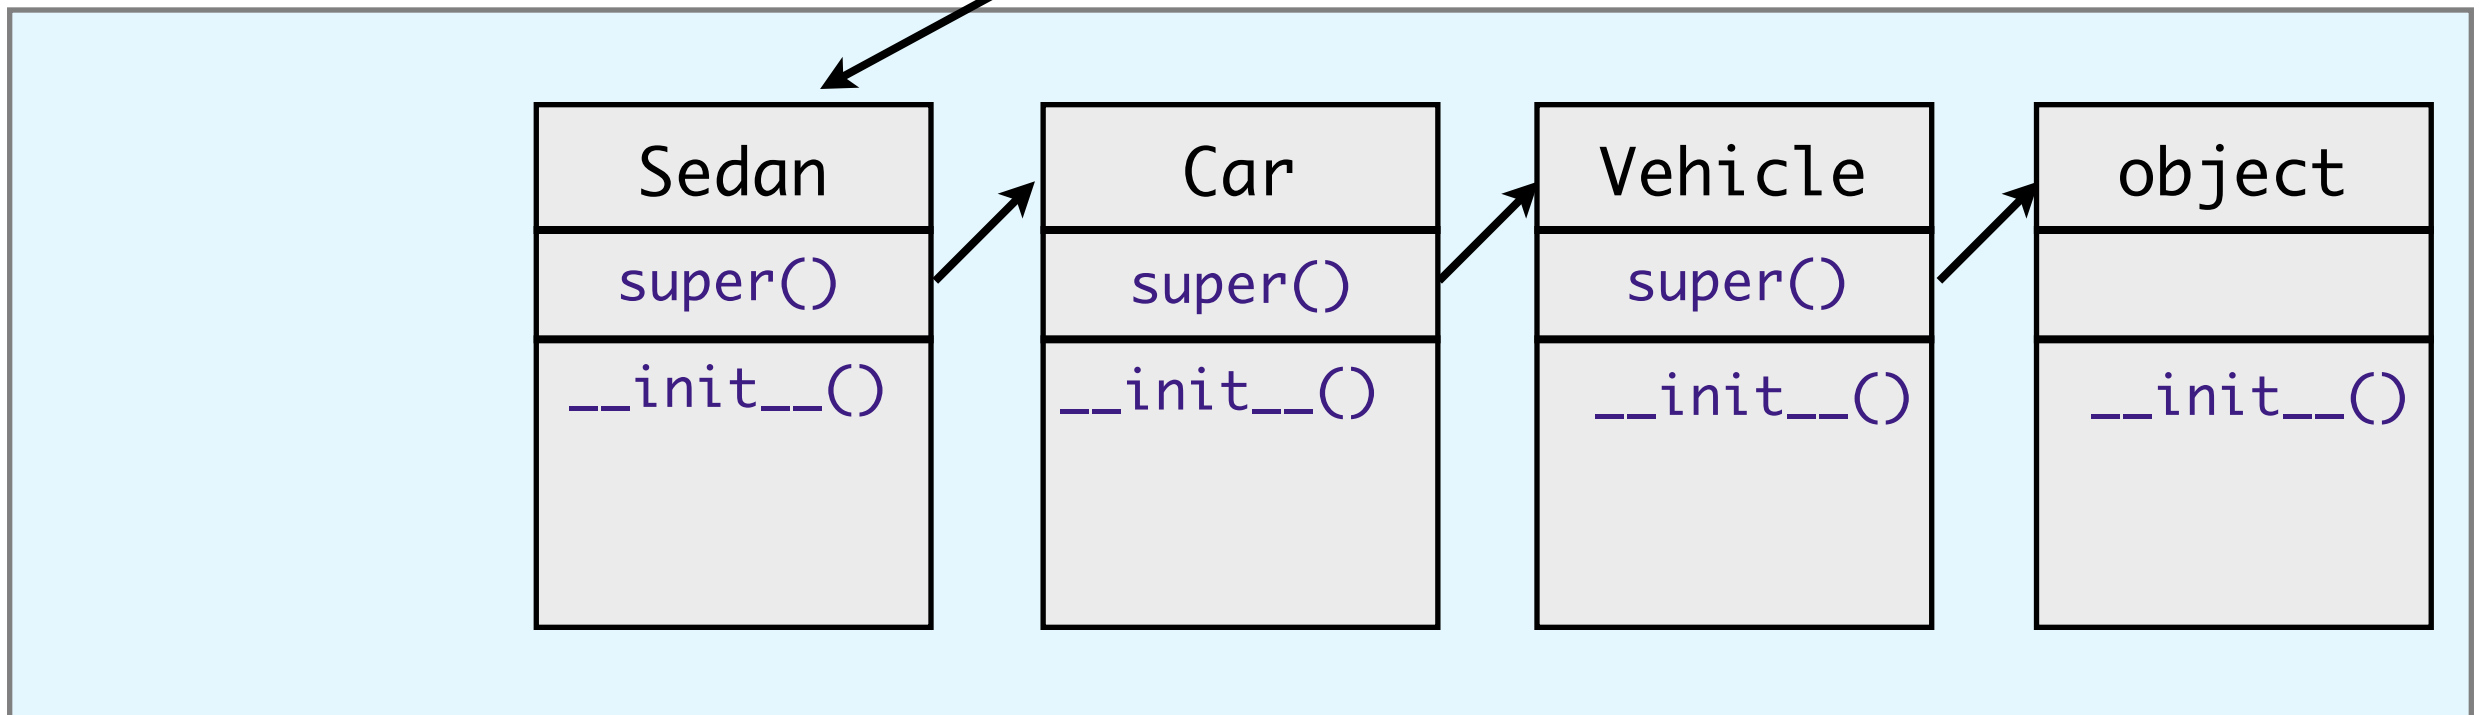 Sedan
super()
__init__()
Car
super()
__init__()
Vehicle
super()
__init__()
object
__init__()